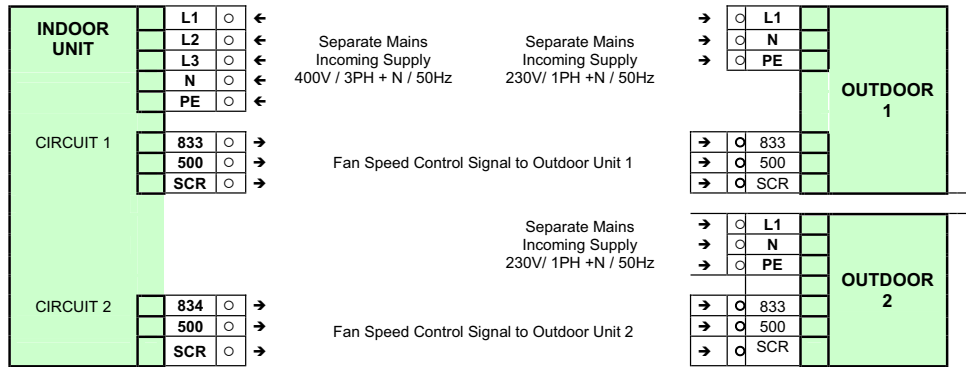 INDOOR
UNIT
L1
L2
L3
N
PE
Separate Mains
Incoming Supply
400V / 3PH + N / 50Hz
Separate Mains
Incoming Supply
230V/ 1PH +N / 50Hz
L1
N
PE
OUTDOOR
1
CIRCUIT 1
833
500
SCR
Fan Speed Control Signal to Outdoor Unit 1
833
500
SCR
Separate Mains
Incoming Supply
230V/ 1PH +N / 50Hz
L1
N
PE
OUTDOOR
2
CIRCUIT 2
834
500
SCR
Fan Speed Control Signal to Outdoor Unit 2
833
500
SCR